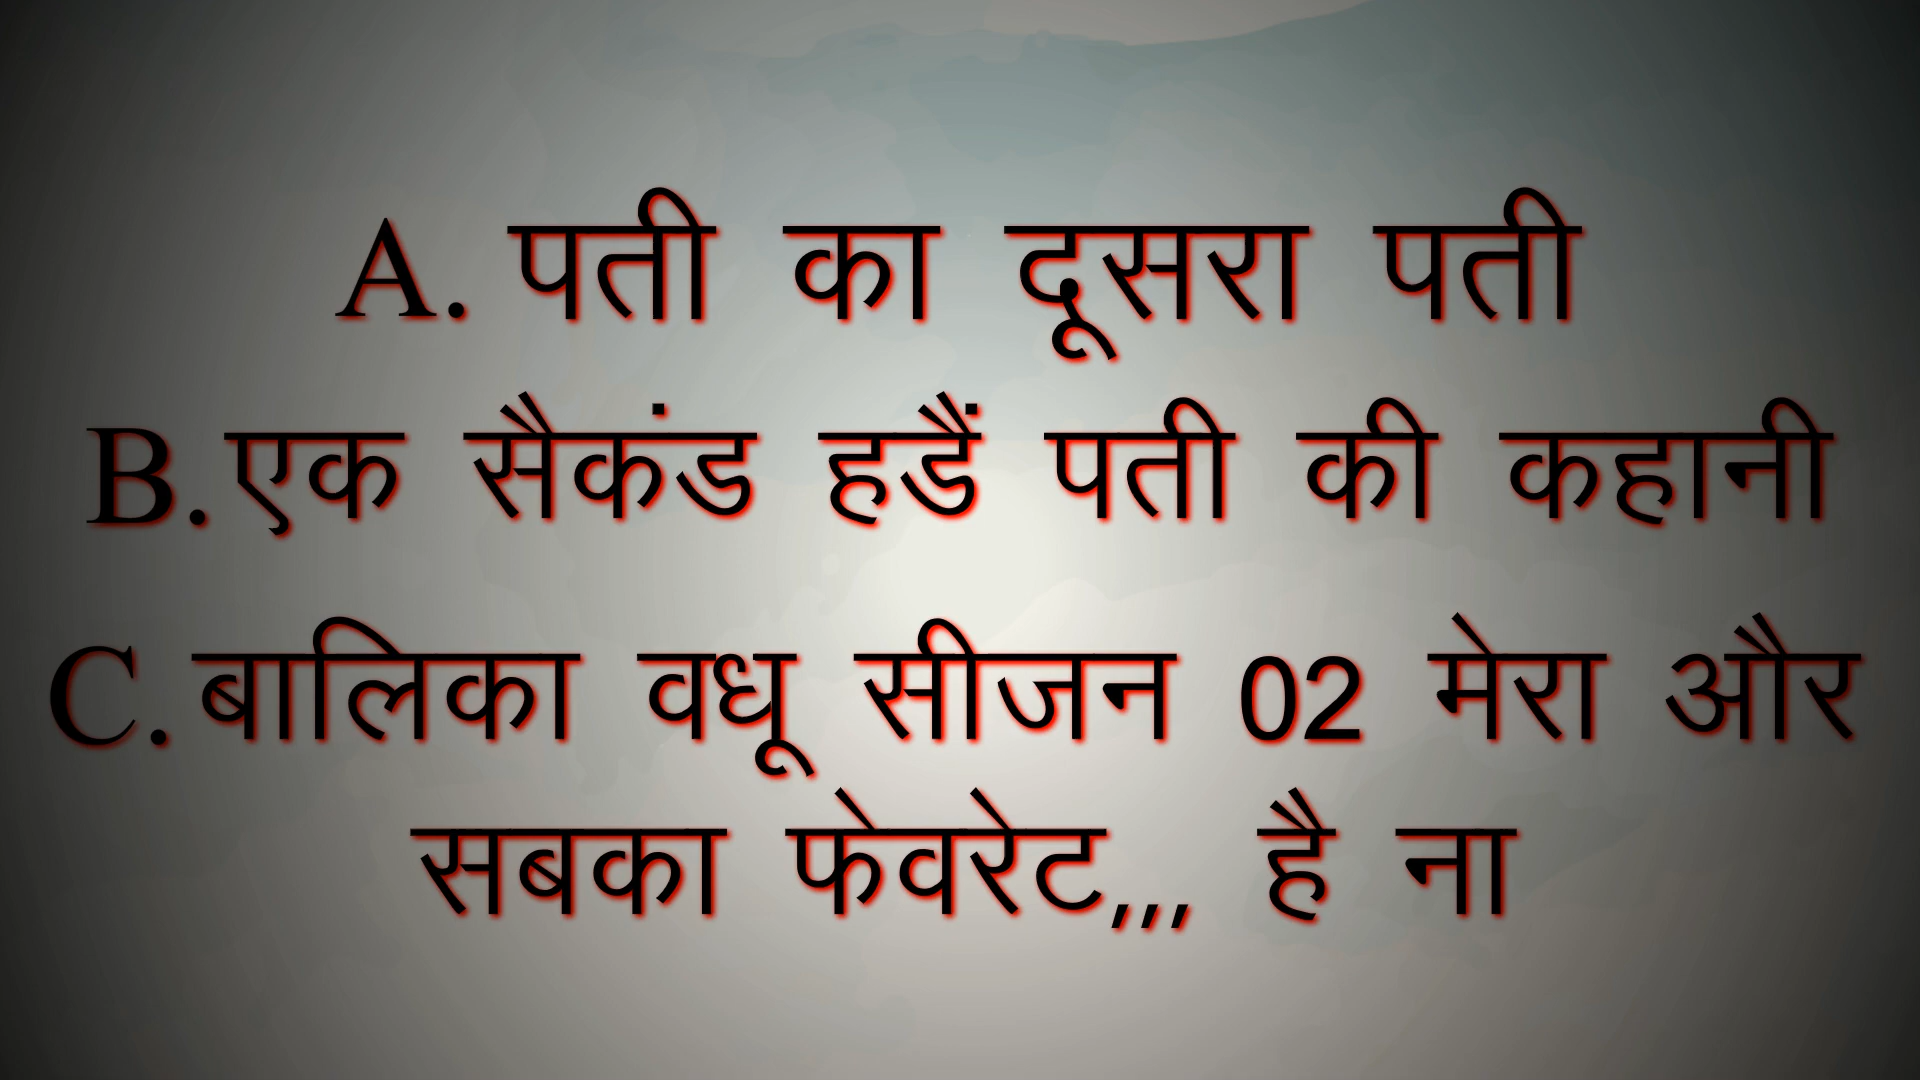 A. पती का दूसरा पती
B. एक सैकंड हडैं पती की कहानी
C. बालिका वधू सीजन 02 मेरा और
सबका फेवरेट,,, है ना